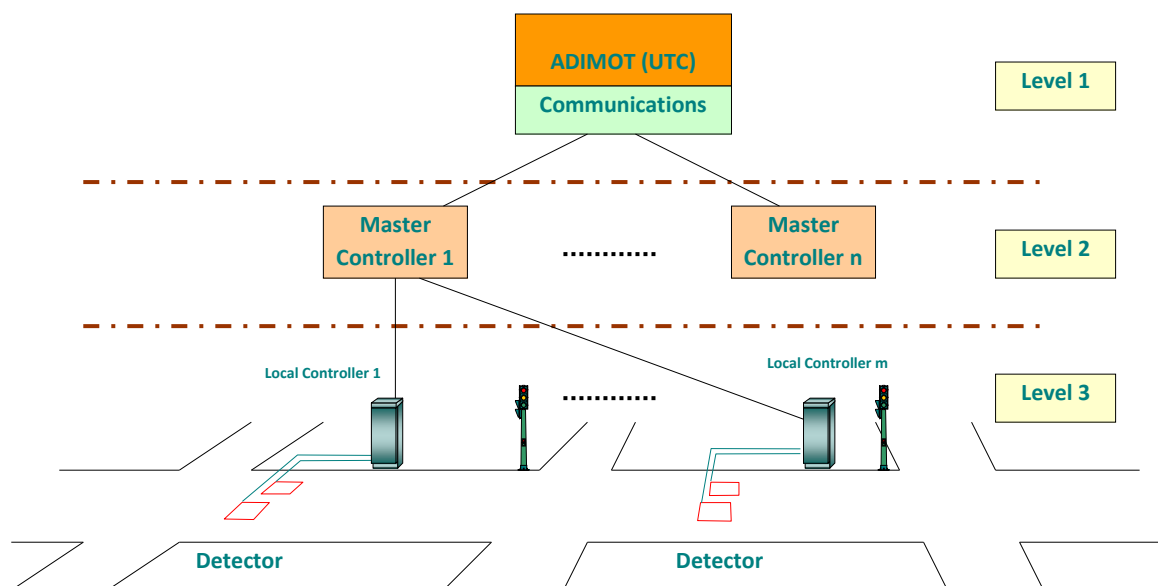 ADIMOT (UTC)
Communications
Level 1
Master
Controller 1
Master
Controller n
Level 2
Local Controller 1
Local Controller m
Level 3
Detector
Detector